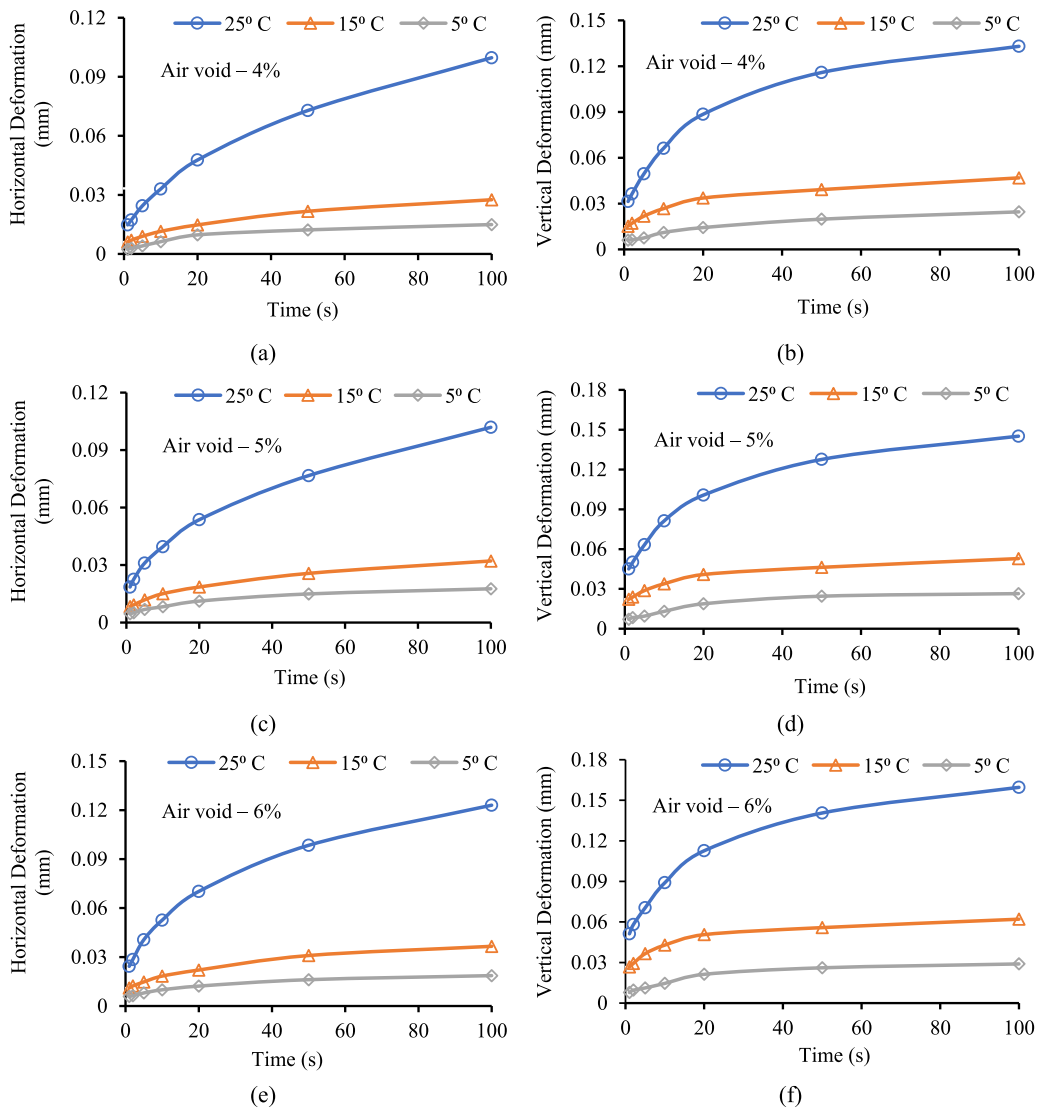 0.12
25º C
15º C
5º C
0.09
Air void – 4%
0.06
0.03
0
0
20
40
60
80
100
Horizontal Deformation
(mm)
Time (s)
(a)
0.15
25º C
15º C
5º C
0.12
Air void – 4%
0.09
0.06
0.03
0
0
20
40
60
80
100
Vertical Deformation (mm)
Time (s)
(b)
0.12
25º C
15º C
5º C
0.09
Air void – 5%
0.06
0.03
0
0
20
40
60
80
100
Horizontal Deformation
(mm)
Time (s)
(c)
0.18
25º C
15º C
5º C
0.15
Air void – 5%
0.12
0.09
0.06
0.03
0
0
20
40
60
80
100
Vertical Deformation (mm)
Time (s)
(d)
0.15
25º C
15º C
5º C
0.12
Air void – 6%
0.09
0.06
0.03
0
0
20
40
60
80
100
Horizontal Deformation
(mm)
Time (s)
(e)
0.18
25º C
15º C
5º C
0.15
Air void – 6%
0.12
0.09
0.06
0.03
0
0
20
40
60
80
100
Vertical Deformation (mm)
Time (s)
(f)